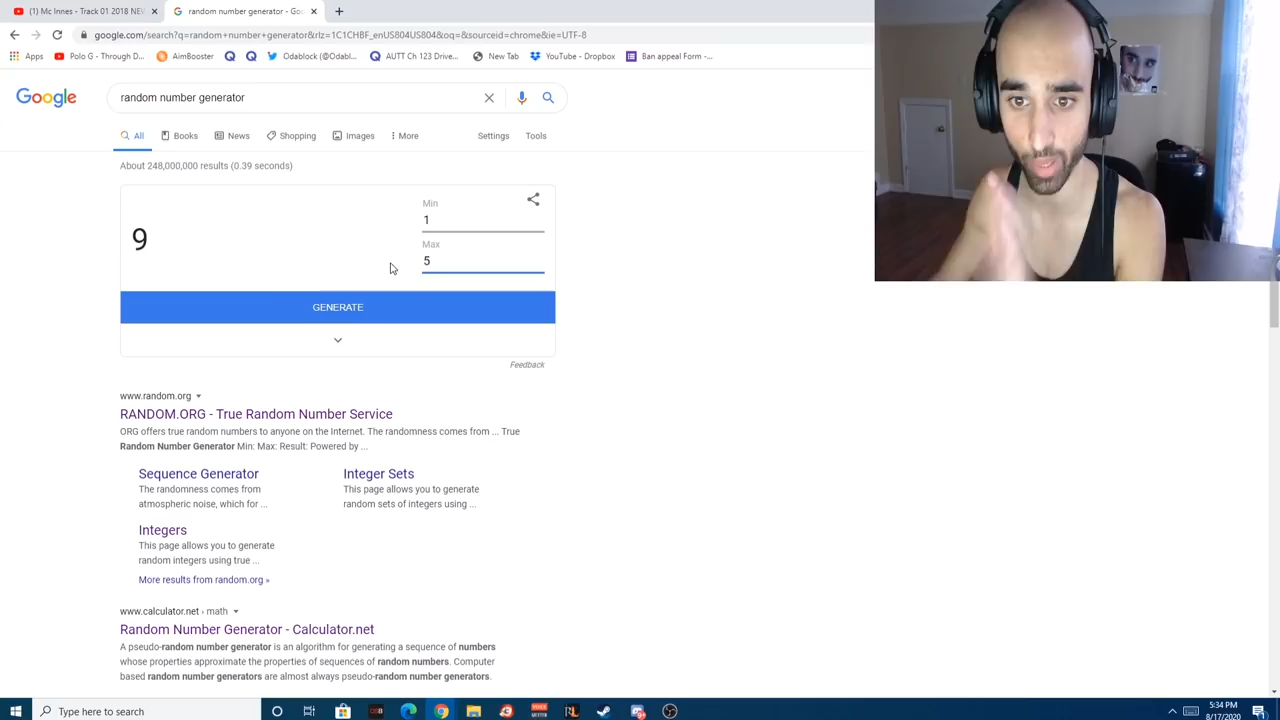 (1) Mc Innes - Track 01 2018 NEW
random number generator - Goo
google.com/search?q=random+number+generator&rlz=1C1CHBF_enUS804US804&oq=&sourceid=chrome&ie=UTF-8
Apps Polo G - Through D... AimBooster Odablock (@Odabl... AUTT Ch 123 Drive... New Tab YouTube - Dropbox Ban appeal Form -...
Google random number generator
All Books News Shopping Images More Settings Tools
About 248,000,000 results (0.39 seconds)
Min
1
9
Max
5
GENERATE
Feedback
www.random.org
RANDOM.ORG - True Random Number Service
ORG offers true random numbers to anyone on the Internet. The randomness comes from ... True
Random Number Generator Min: Max: Result: Powered by ...
Sequence Generator
The randomness comes from
atmospheric noise, which for ...
Integer Sets
This page allows you to generate
random sets of integers using ...
Integers
This page allows you to generate
random integers using true ...
More results from random.org »
www.calculator.net › math
Random Number Generator - Calculator.net
A pseudo-random number generator is an algorithm for generating a sequence of numbers
whose properties approximate the properties of sequences of random numbers. Computer
based random number generators are almost always pseudo-random number generators.
Type here to search
5:34 PM
8/17/2020